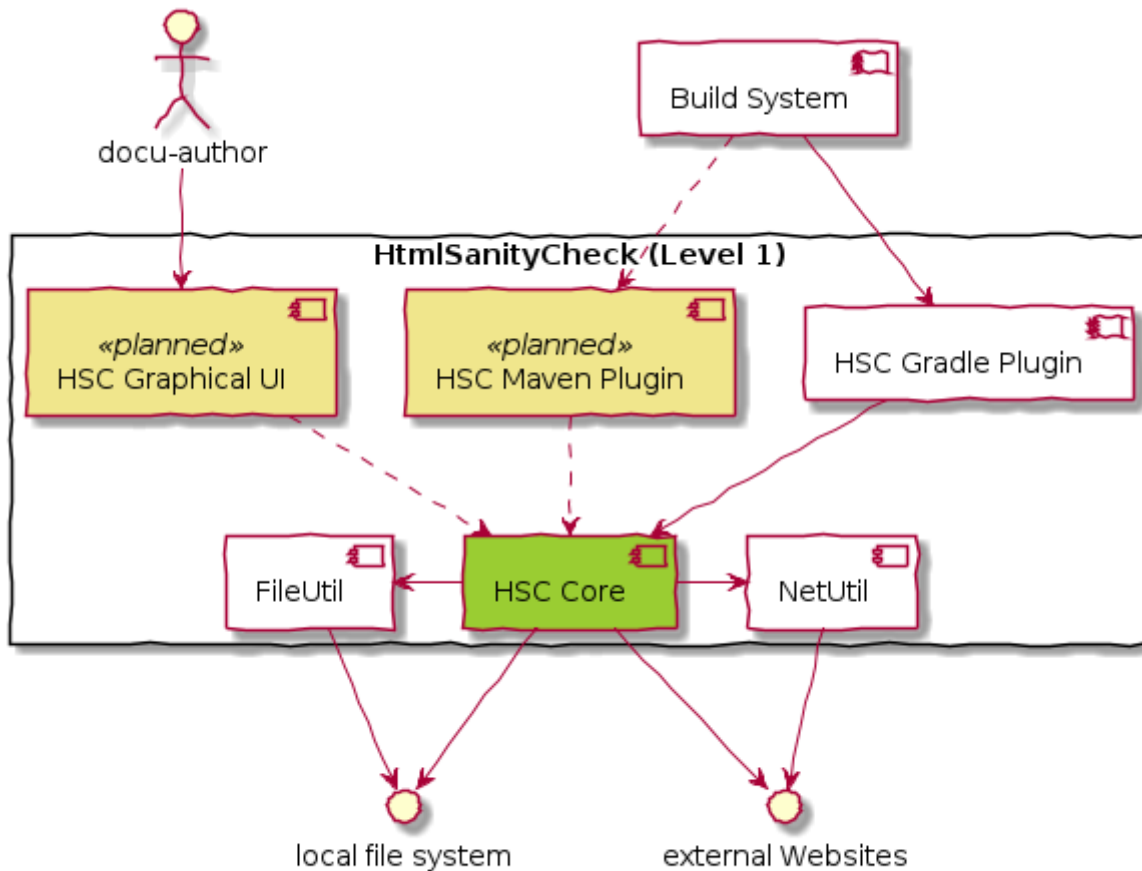 docu-author
Build System
HtmlSanityCheck (Level 1)
«planned»
HSC Graphical UI
«planned»
HSC Maven Plugin
HSC Gradle Plugin
FileUtil
HSC Core
NetUtil
local file system
external Websites